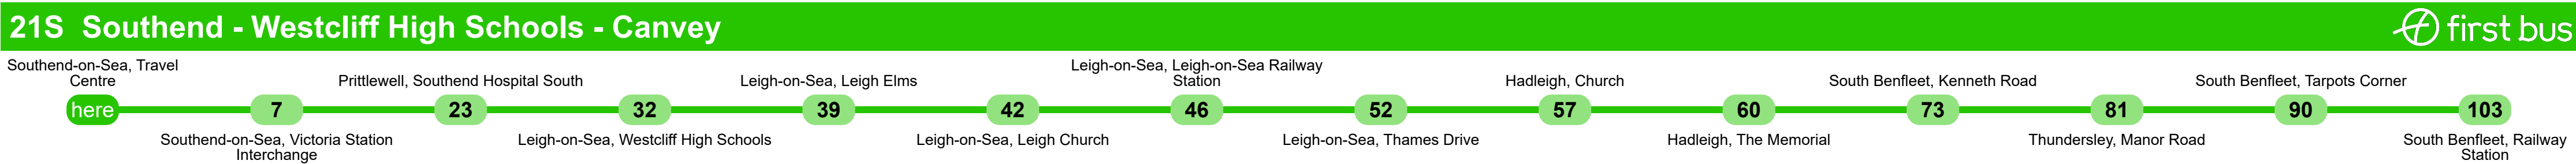 21S Southend - Westcliff High Schools - Canvey
first bus
Southend-on-Sea, Travel
Centre
here
7
Southend-on-Sea, Victoria Station
Interchange
Prittlewell, Southend Hospital South
23
32
Leigh-on-Sea, Westcliff High Schools
Leigh-on-Sea, Leigh Elms
39
42
Leigh-on-Sea, Leigh Church
Leigh-on-Sea, Leigh-on-Sea Railway
Station
46
52
Leigh-on-Sea, Thames Drive
Hadleigh, Church
57
60
Hadleigh, The Memorial
South Benfleet, Kenneth Road
73
81
Thundersley, Manor Road
South Benfleet, Tarpots Corner
90
103
South Benfleet, Railway
Station